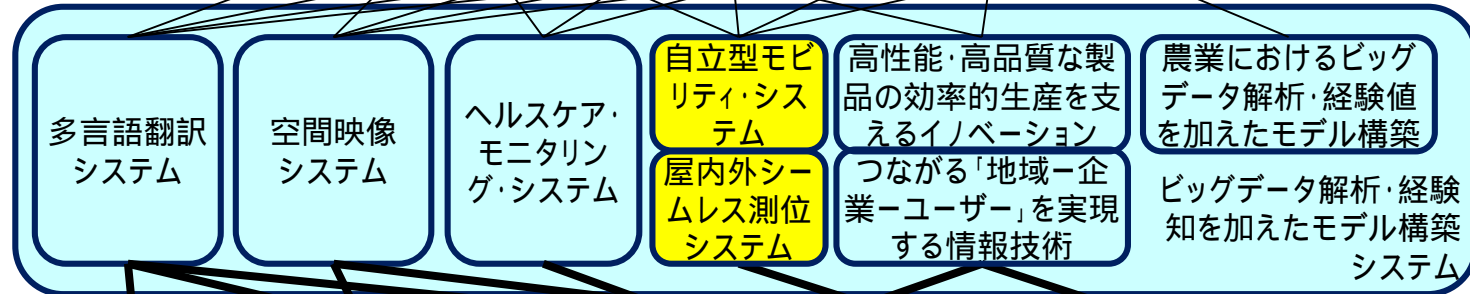 多言語翻訳
システム
空間映像
システム
ヘルスケア・
モニタリン
グ・システム
自立型モビ
リティ・シス
テム
屋内外シー
ムレス測位
システム
高性能・高品質な製
品の効率的生産を支
えるイノベーション
つながる「地域ー企
業ーユーザー」を実現
する情報技術
農業におけるビッグ
データ解析・経験値
を加えたモデル構築
ビッグデータ解析・経験
知を加えたモデル構築
システム